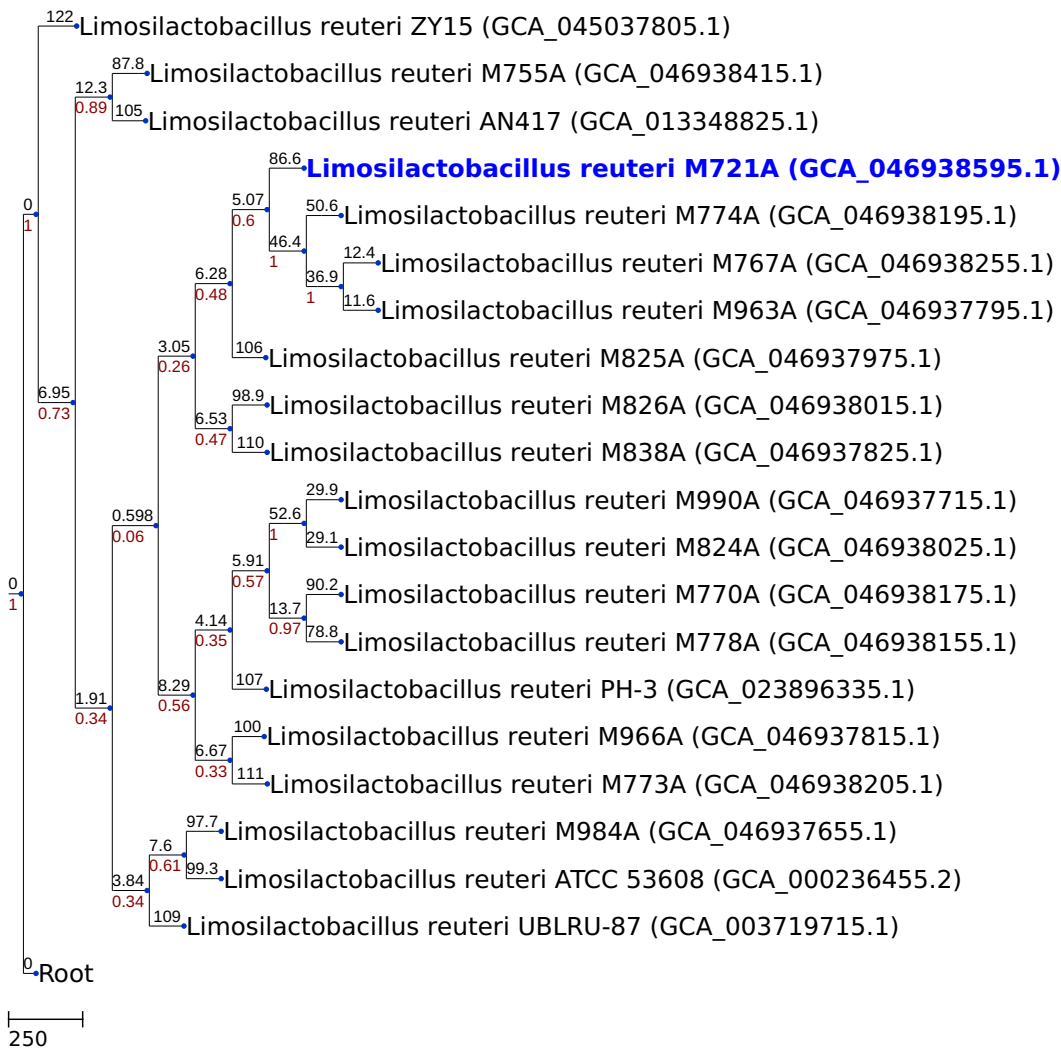 122
Limosilactobacillus reuteri ZY15 (GCA_045037805.1)
87.8
Limosilactobacillus reuteri M755A (GCA_046938415.1)
12.3
0.89
105
Limosilactobacillus reuteri AN417 (GCA_013348825.1)
86.6
Limosilactobacillus reuteri M721A (GCA_046938595.1)
5.07
0.6
50.6
Limosilactobacillus reuteri M774A (GCA_046938195.1)
0
1
46.4
1
12.4
Limosilactobacillus reuteri M767A (GCA_046938255.1)
6.28
0.48
36.9
1
11.6
Limosilactobacillus reuteri M963A (GCA_046937795.1)
3.05
0.26
106
Limosilactobacillus reuteri M825A (GCA_046937975.1)
6.95
0.73
98.9
Limosilactobacillus reuteri M826A (GCA_046938015.1)
6.53
0.47
110
Limosilactobacillus reuteri M838A (GCA_046937825.1)
29.9
Limosilactobacillus reuteri M990A (GCA_046937715.1)
0.598
0.06
52.6
1
29.1
Limosilactobacillus reuteri M824A (GCA_046938025.1)
5.91
0.57
0
1
90.2
Limosilactobacillus reuteri M770A (GCA_046938175.1)
13.7
0.97
4.14
0.35
78.8
Limosilactobacillus reuteri M778A (GCA_046938155.1)
107
Limosilactobacillus reuteri PH-3 (GCA_023896335.1)
1.91
0.34
8.29
0.56
100
Limosilactobacillus reuteri M966A (GCA_046937815.1)
6.67
0.33
111
Limosilactobacillus reuteri M773A (GCA_046938205.1)
97.7
Limosilactobacillus reuteri M984A (GCA_046937655.1)
7.6
0.61
99.3
Limosilactobacillus reuteri ATCC 53608 (GCA_000236455.2)
3.84
0.34
109
Limosilactobacillus reuteri UBLRU-87 (GCA_003719715.1)
0
Root
250